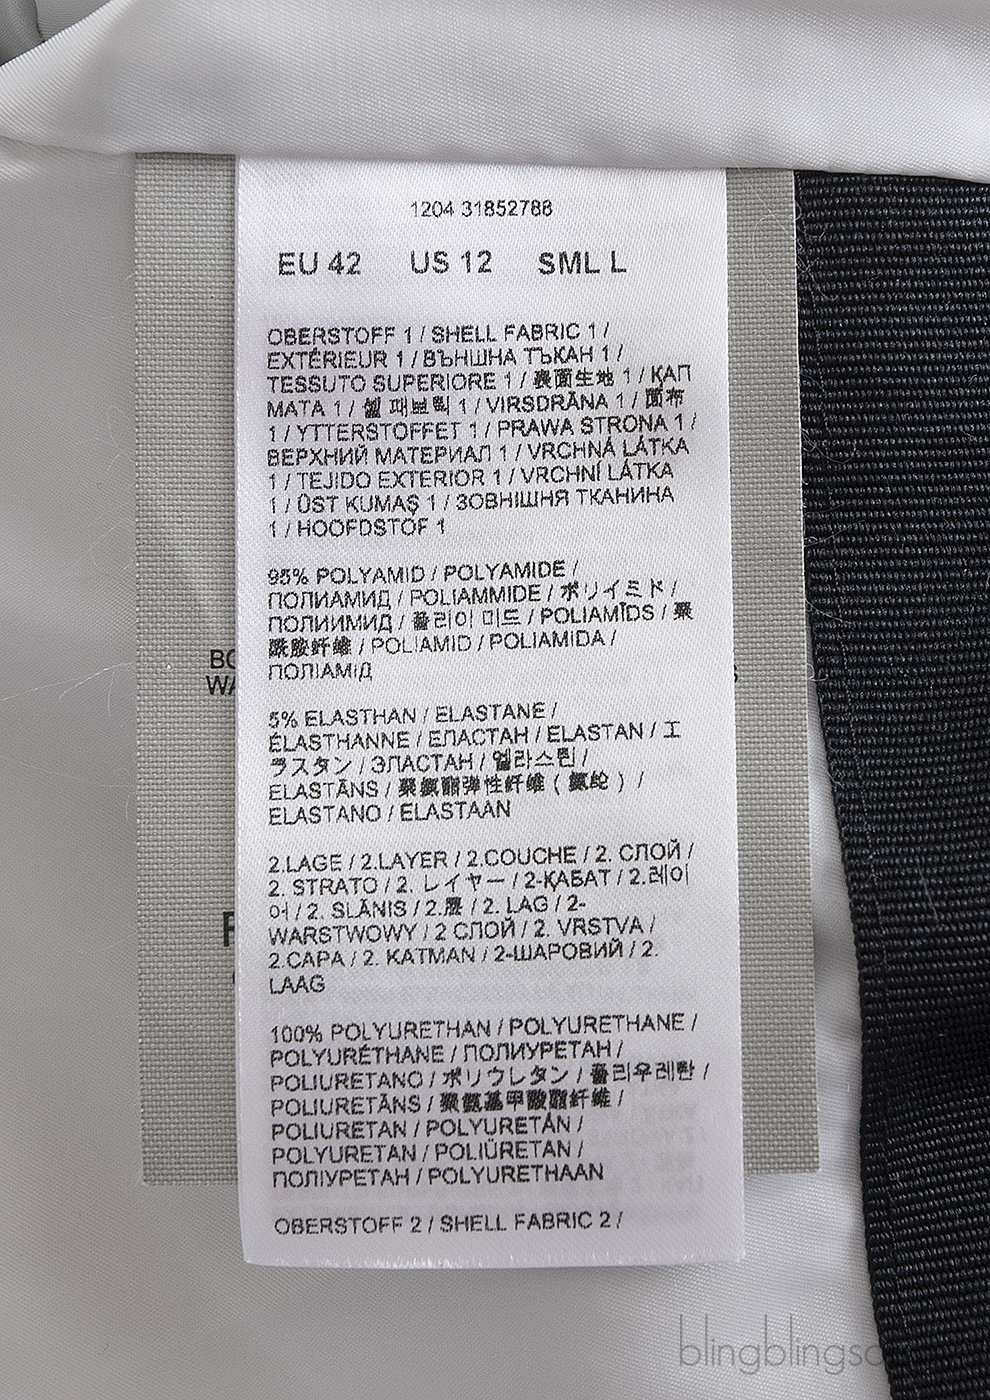 1204 31852788
EU 42 US 12 SML L
OBERSTOFF 1 / SHELL FABRIC 1 /
EXTÉRIEUR 1 / ВЪНШНА ТЪКАН 1 /
TESSUTO SUPERIORE 1 / 裏面生地 1 / ҚАП
МАТА 1 / 쉘 패브릭 1 / VIRSDRĀNA 1 / 面布
1 / YTTERSTOFFET 1 / PRAWA STRONA 1 /
ВЕРХНИЙ МАТЕРИАЛ 1 / VRCHNÁ LÁTKA
1 / TEJIDO EXTERIOR 1 / VRCHNÍ LÁTKA
1 / ÜST KUMAŞ 1 / ЗОВНІШНЯ ТКАНИНА
1 / HOOFDSTOF 1
95% POLYAMID / POLYAMIDE /
ПОЛИАМИД / POLIAMMIDE / ポリイミド /
ПОЛИИМИД / 폴리이미드 / POLIAMĪDS / 聚
酰胺纤维 / POLIAMID / POLIAMIDA /
ПОЛІАМІД
5% ELASTHAN / ELASTANE /
ÉLASTHANNE / ЕЛАСТАН / ELASTAN / エ
ラスタン / ЭЛАСТАН / 엘라스틴 /
ELASTĀNS / 聚氨酯弹性纤维 ( 氨纶 ) /
ELASTANO / ELASTAAN
2.LAGE / 2.LAYER / 2.COUCHE / 2. СЛОЙ /
2. STRATO / 2. レイヤー / 2-ҚАБАТ / 2.레이
어 / 2. SLĀNIS / 2.层 / 2. LAG / 2-
WARSTWOWY / 2 СЛОЙ / 2. VRSTVA /
2.CAPA / 2. KATMAN / 2-ШАРОВИЙ / 2.
LAAG
100% POLYURETHAN / POLYURETHANE /
POLYURÉTHANE / ПОЛИУРЕТАН /
POLIURETANO / ポリウレタン / 폴리우레탄 /
POLIURETĀNS / 聚氨基甲酸酯纤维 /
POLIURETAN / POLYURETÁN /
POLYURETAN / POLIÜRETAN /
ПОЛІУРЕТАН / POLYURETHAAN
OBERSTOFF 2 / SHELL FABRIC 2 /